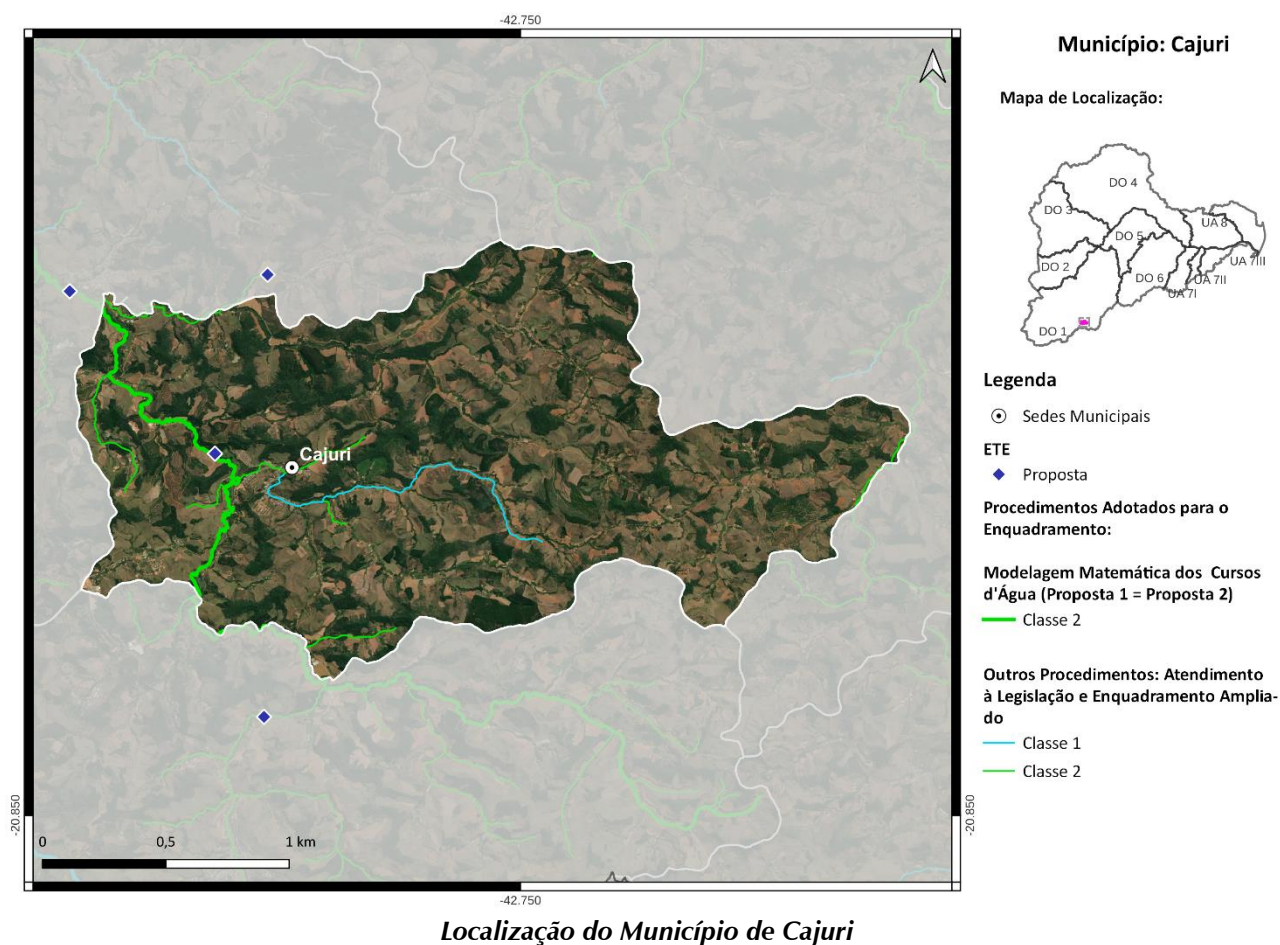 -42.750
Município: Cajuri
Mapa de Localização:
DO 4
DO 3
UA 8
DO 5
UA 7III
DO 2
DO 6
UA 7II
UA 7I
DO 1
Legenda
Sedes Municipais
ETE
Proposta
Procedimentos Adotados para o
Enquadramento:
Modelagem Matemática dos Cursos
d'Água (Proposta 1 = Proposta 2)
Classe 2
Outros Procedimentos: Atendimento
à Legislação e Enquadramento Amplia-
do
Classe 1
Classe 2
Cajuri
-20.850
-20.850
0 0,5 1 km
-42.750
Localização do Município de Cajuri